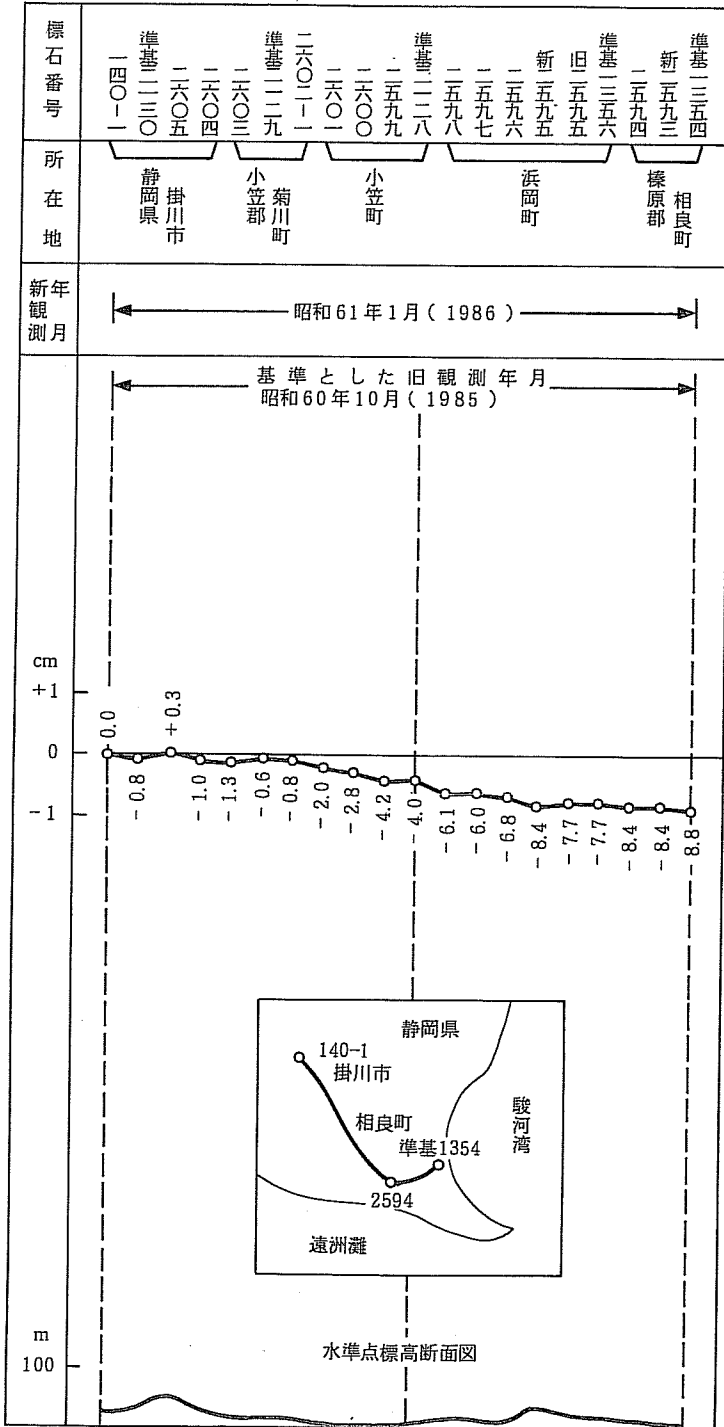 標石番号
一四〇-一
準基二一三〇
二六〇五
二六〇四
二六〇三
準基二一二九
二六〇二-一
二六〇一
二六〇〇
二五九九
準基二一二八
二五九八
二五九七
二五九六
新二五九五
旧二五九五
準基一三五六
二五九四
新二五九三
準基一三五四
所在地
静岡県
掛川市
小笠郡
菊川町
小笠町
浜岡町
榛原郡
相良町
新観測
年月
昭和61年1月(1986)
基準とした旧観測年月
昭和60年10月(1985)
cm
+1
0
-1
0.0
-0.8
+0.3
-1.0
-1.3
-0.6
-0.8
-2.0
-2.8
-4.2
-4.0
-6.1
-6.0
-6.8
-8.4
-7.7
-7.7
-8.4
-8.4
-8.8
静岡県
140-1
掛川市
相良町
準基1354
駿河湾
2594
遠洲灘
m
100
水準点標高断面図